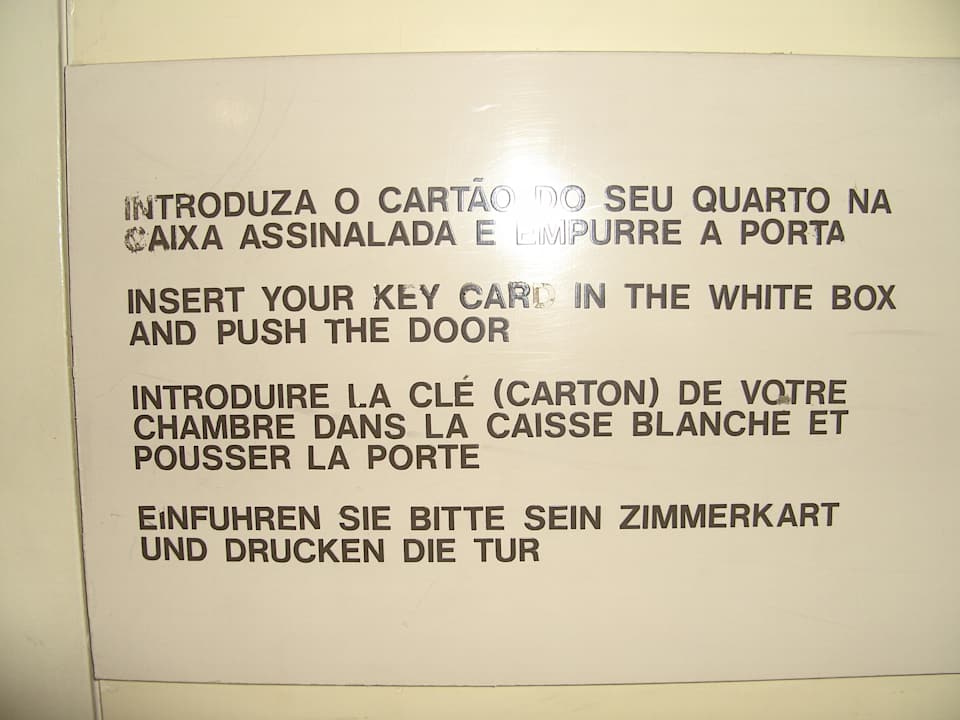 INTRODUZA O CARTÃO DO SEU QUARTO NA
CAIXA ASSINALADA E EMPURRE A PORTA
INSERT YOUR KEY CARD IN THE WHITE BOX
AND PUSH THE DOOR
INTRODUIRE LA CLÉ (CARTON) DE VOTRE
CHAMBRE DANS LA CAISSE BLANCHE ET
POUSSER LA PORTE
EINFUHREN SIE BITTE SEIN ZIMMERKART
UND DRUCKEN DIE TUR